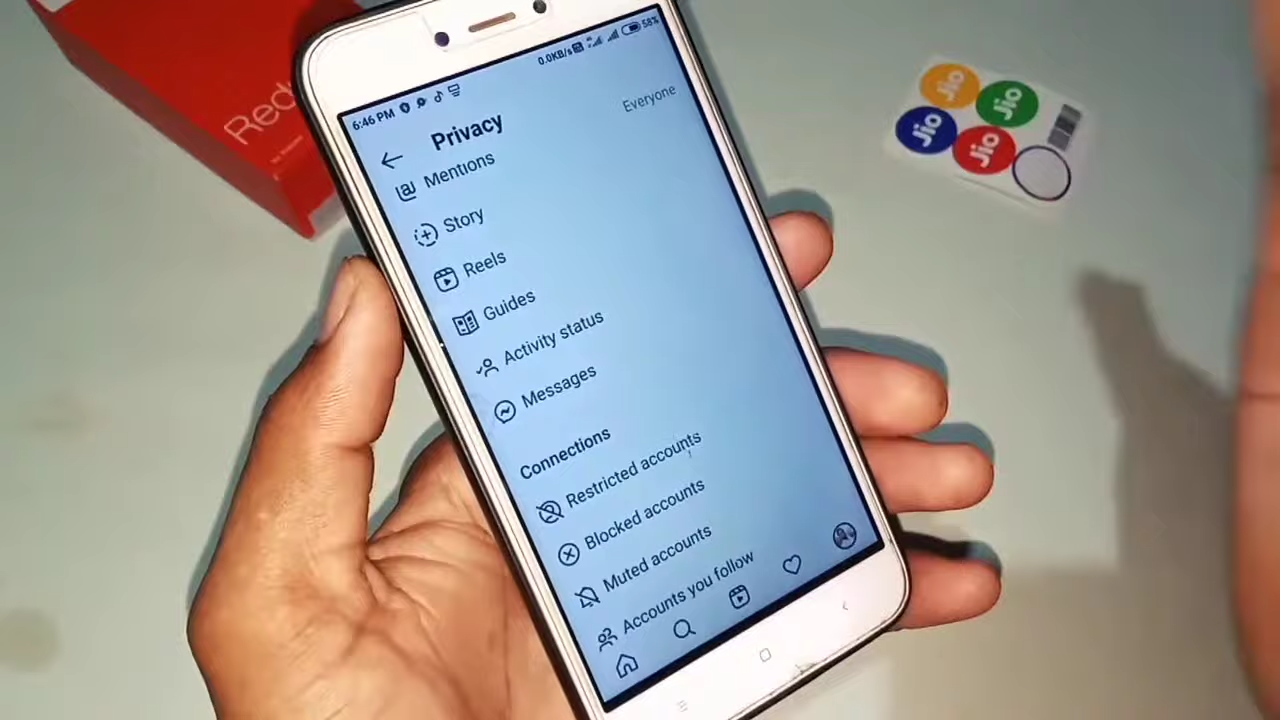 Red
6:46 PM
0.0KB/s
58%
Privacy
Mentions
Everyone
Story
Reels
Guides
Activity status
Messages
Connections
Restricted accounts
Blocked accounts
Muted accounts
Accounts you follow
Jio
Jio
Jio
Jio